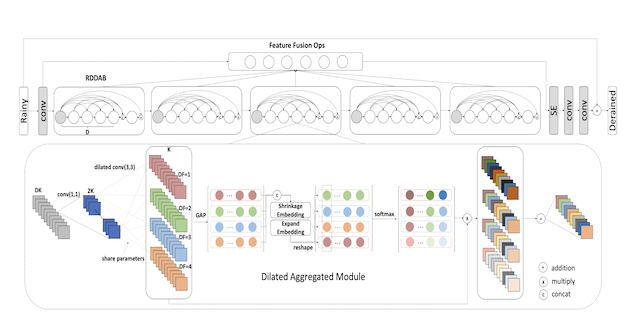 Feature Fusion Ops
RDDAB
Rainy
conv
D
SE
conv
conv
Derained
K
dilated conv(3,3)
DK
conv(1,1)
2K
DF=1
DF=2
DF=3
DF=4
share parameters
GAP
c
Shrinkage
Embedding
Expand
Embedding
reshape
softmax
x
+
Dilated Aggregated Module
+ addition
x multiply
c concat